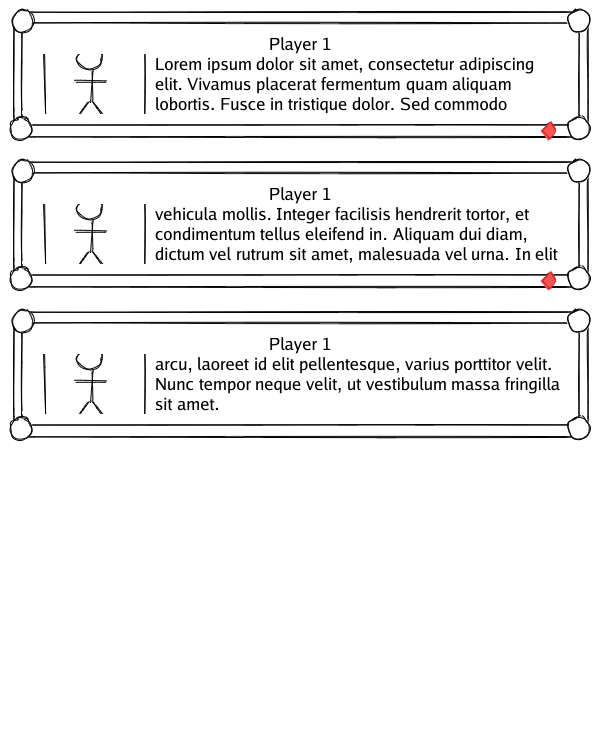 Player 1
Lorem ipsum dolor sit amet, consectetur adipiscing
elit. Vivamus placerat fermentum quam aliquam
lobortis. Fusce in tristique dolor. Sed commodo
Player 1
vehicula mollis. Integer facilisis hendrerit tortor, et
condimentum tellus eleifend in. Aliquam dui diam,
dictum vel rutrum sit amet, malesuada vel urna. In elit
Player 1
arcu, laoreet id elit pellentesque, varius porttitor velit.
Nunc tempor neque velit, ut vestibulum massa fringilla
sit amet.